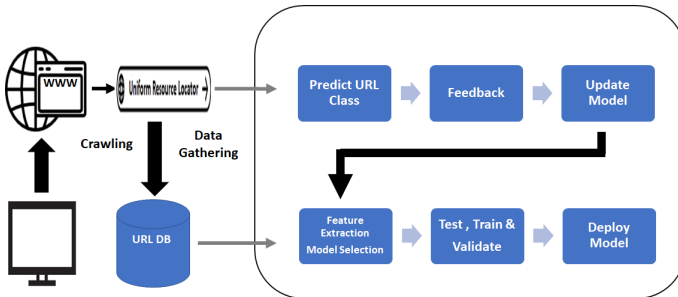 WWW
Uniform Resource Locator
Crawling
Data
Gathering
URL DB
Predict URL
Class
Feedback
Update
Model
Feature
Extraction
Model Selection
Test , Train &
Validate
Deploy
Model